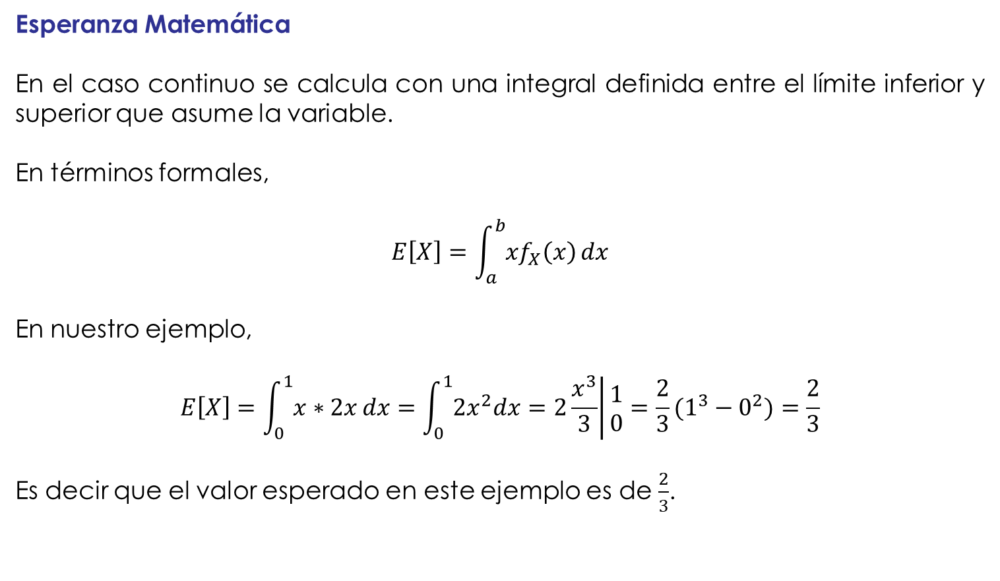 Esperanza Matemática
En el caso continuo se calcula con una integral definida entre el límite inferior y
superior que asume la variable.
En términos formales,
$E[X] = \int_a^b x f_X(x)\, dx$
En nuestro ejemplo,
$E[X] = \int_0^1 x * 2x\, dx = \int_0^1 2x^2 dx = 2\frac{x^3}{3}\Big|\begin{matrix}1\\0\end{matrix} = \frac{2}{3}(1^3 - 0^2) = \frac{2}{3}$
Es decir que el valor esperado en este ejemplo es de $\frac{2}{3}$.